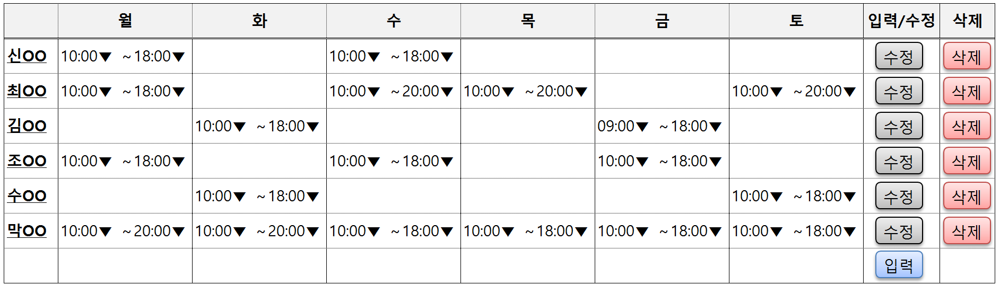 월 화 수 목 금 토 입력/수정 삭제
신OO 10:00▼ ~18:00▼ 10:00▼ ~18:00▼ 수정 삭제
최OO 10:00▼ ~18:00▼ 10:00▼ ~20:00▼ 10:00▼ ~20:00▼ 10:00▼ ~20:00▼ 수정 삭제
김OO 10:00▼ ~18:00▼ 09:00▼ ~18:00▼ 수정 삭제
조OO 10:00▼ ~18:00▼ 10:00▼ ~18:00▼ 10:00▼ ~18:00▼ 수정 삭제
수OO 10:00▼ ~18:00▼ 10:00▼ ~18:00▼ 수정 삭제
막OO 10:00▼ ~20:00▼ 10:00▼ ~20:00▼ 10:00▼ ~18:00▼ 10:00▼ ~18:00▼ 10:00▼ ~18:00▼ 10:00▼ ~18:00▼ 수정 삭제
입력